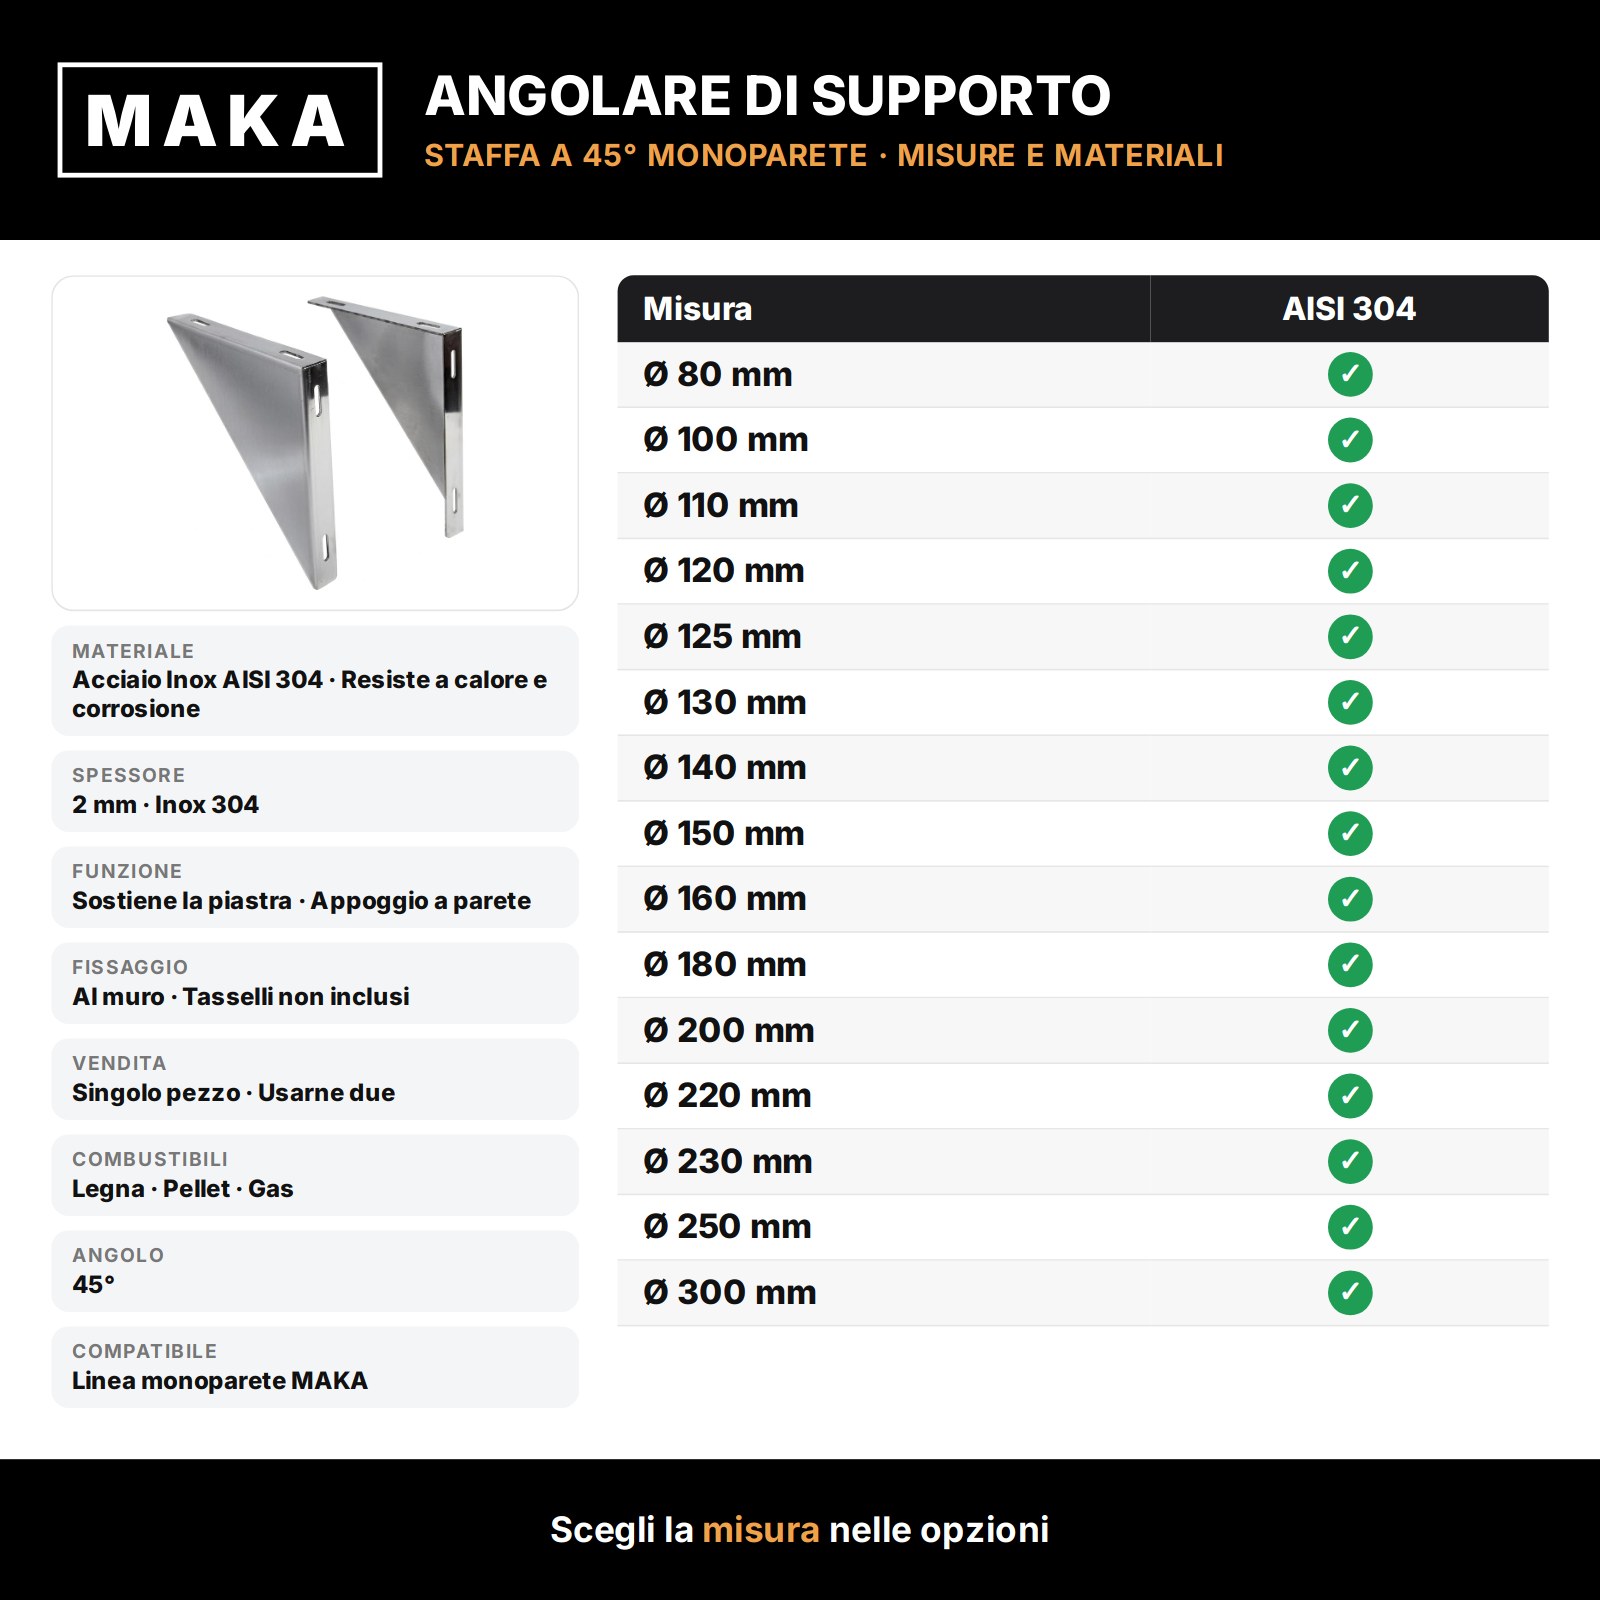 MAKA
ANGOLARE DI SUPPORTO
STAFFA A 45° MONOPARETE · MISURE E MATERIALI
MATERIALE
Acciaio Inox AISI 304 · Resiste a calore e
corrosione
SPESSORE
2 mm · Inox 304
FUNZIONE
Sostiene la piastra · Appoggio a parete
FISSAGGIO
Al muro · Tasselli non inclusi
VENDITA
Singolo pezzo · Usarne due
COMBUSTIBILI
Legna · Pellet · Gas
ANGOLO
45°
COMPATIBILE
Linea monoparete MAKA
Misura AISI 304
Ø 80 mm ✓
Ø 100 mm ✓
Ø 110 mm ✓
Ø 120 mm ✓
Ø 125 mm ✓
Ø 130 mm ✓
Ø 140 mm ✓
Ø 150 mm ✓
Ø 160 mm ✓
Ø 180 mm ✓
Ø 200 mm ✓
Ø 220 mm ✓
Ø 230 mm ✓
Ø 250 mm ✓
Ø 300 mm ✓
Scegli la misura nelle opzioni